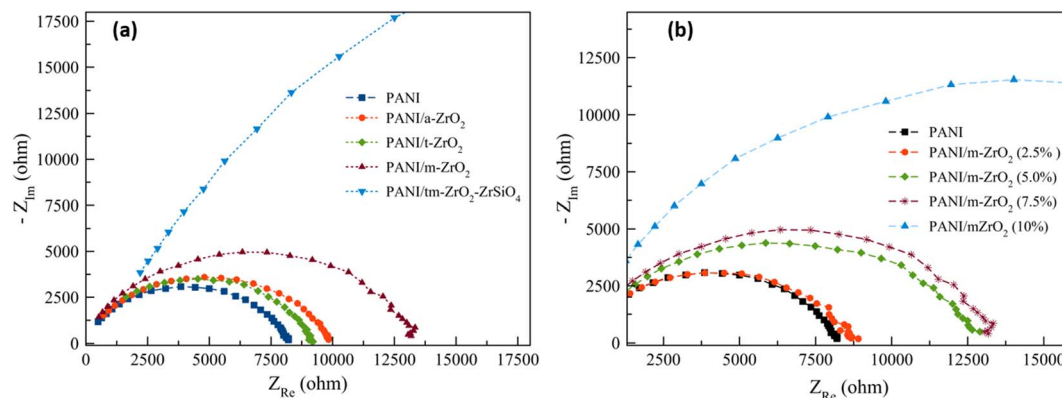 (a)
17500
15000
12500
10000
7500
5000
2500
0
- Z_Im (ohm)
PANI
PANI/a-ZrO₂
PANI/t-ZrO₂
PANI/m-ZrO₂
PANI/tm-ZrO₂-ZrSiO₄
0 2500 5000 7500 10000 12500 15000 17500
Z_Re (ohm)
(b)
12500
10000
7500
5000
2500
0
- Z_Im (ohm)
PANI
PANI/m-ZrO₂ (2.5% )
PANI/m-ZrO₂ (5.0%)
PANI/m-ZrO₂ (7.5%)
PANI/mZrO₂ (10%)
2500 5000 7500 10000 12500 15000
Z_Re (ohm)